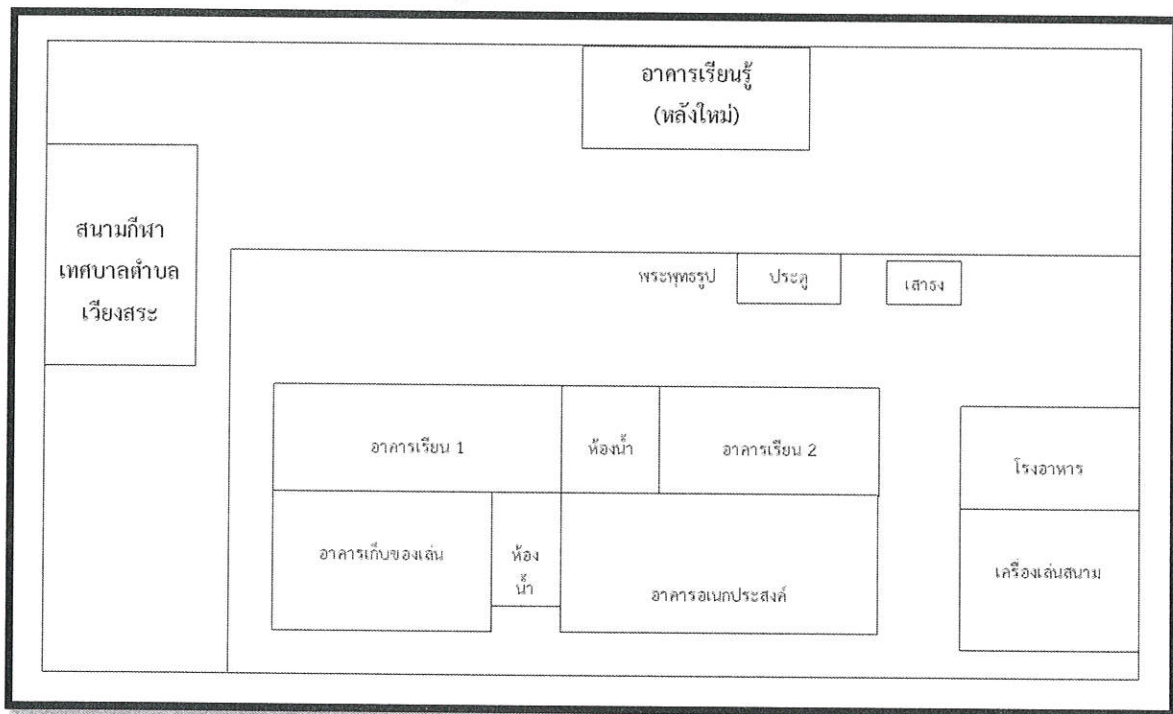 อาคารเรียนรู้
(หลังใหม่)
สนามกีฬา
เทศบาลตำบล
เวียงสระ
พระพุทธรูป
ประตู
เสาธง
อาคารเรียน 1
ห้องน้ำ
อาคารเรียน 2
โรงอาหาร
อาคารเก็บของเล่น
ห้อง
น้ำ
อาคารอเนกประสงค์
เครื่องเล่นสนาม